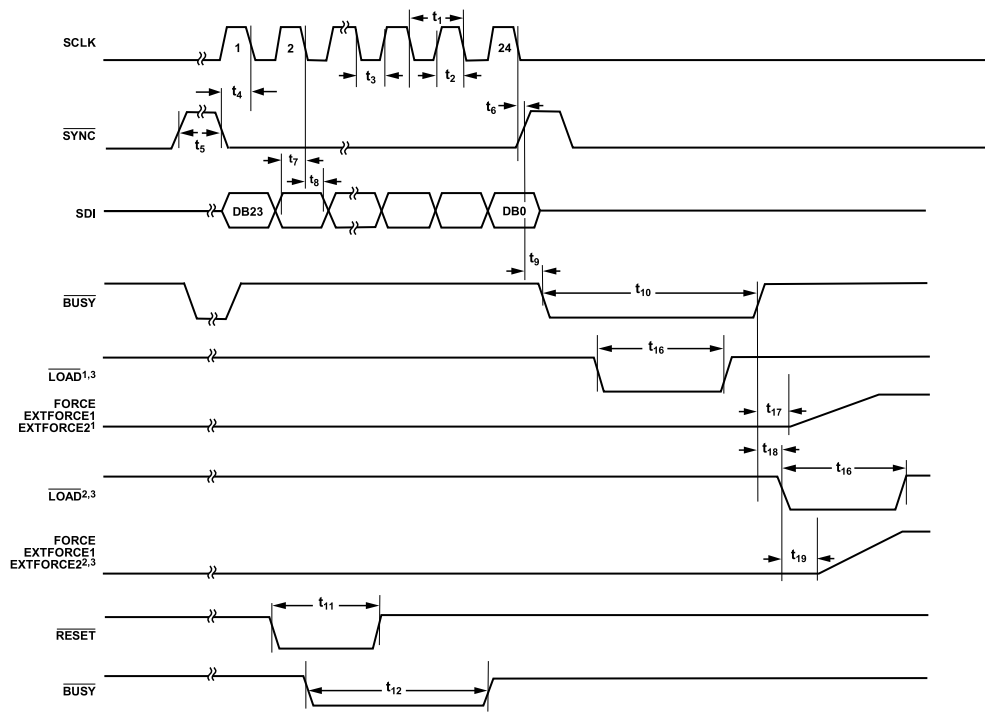 SCLK
1
2
24
t1
t3
t2
t4
t6
SYNC
t5
t7
t8
SDI
DB23
DB0
t9
BUSY
t10
LOAD1,3
t16
FORCE
EXTFORCE1
EXTFORCE21
t17
t18
LOAD2,3
t16
FORCE
EXTFORCE1
EXTFORCE22,3
t19
RESET
t11
BUSY
t12